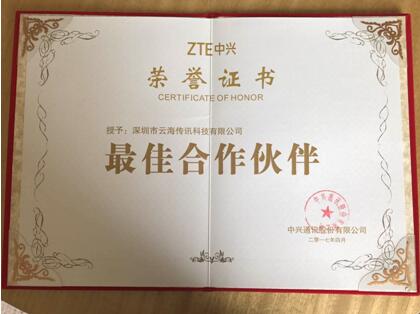 ZTE中兴
荣誉证书
CERTIFICATE OF HONOR
授予：深圳市云海传讯科技有限公司
最佳合作伙伴
中兴通讯股份有限公司
二零一七年四月